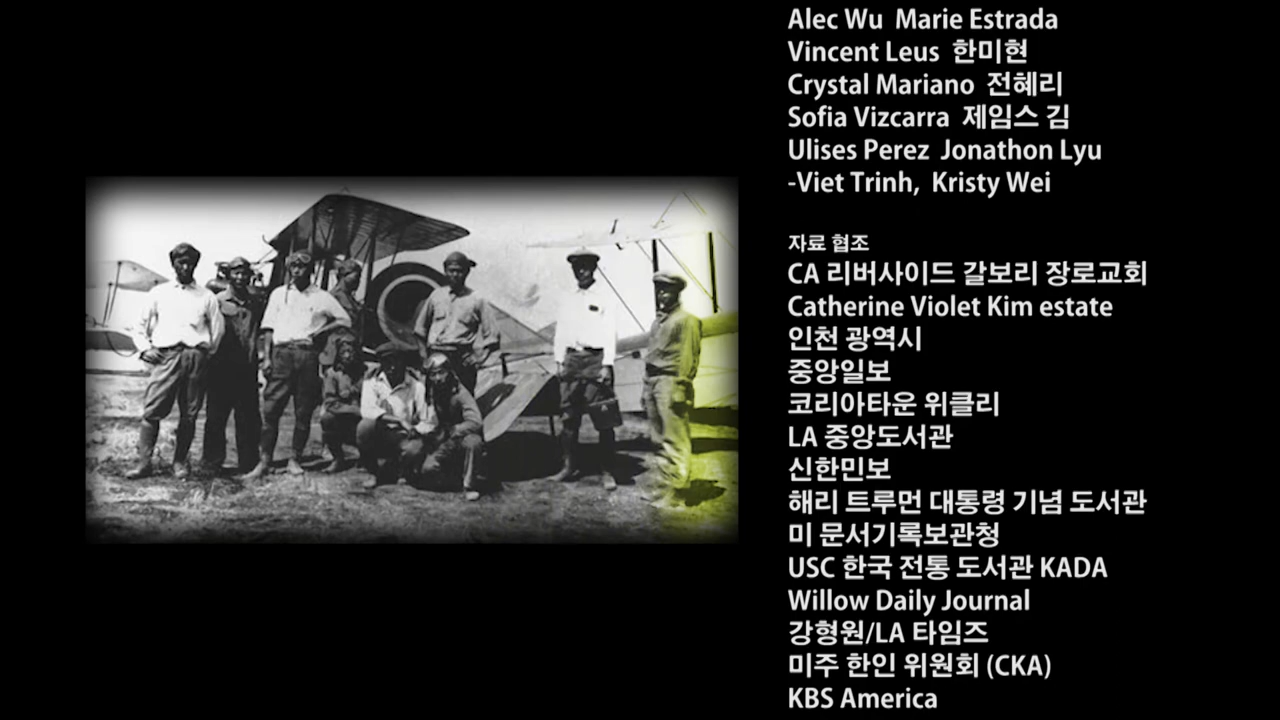 Alec Wu  Marie Estrada
Vincent Leus  한미현
Crystal Mariano  전혜리
Sofia Vizcarra  제임스 김
Ulises Perez  Jonathon Lyu
-Viet Trinh,  Kristy Wei
자료 협조
CA 리버사이드 갈보리 장로교회
Catherine Violet Kim estate
인천 광역시
중앙일보
코리아타운 위클리
LA 중앙도서관
신한민보
해리 트루먼 대통령 기념 도서관
미 문서기록보관청
USC 한국 전통 도서관 KADA
Willow Daily Journal
강형원/LA 타임즈
미주 한인 위원회 (CKA)
KBS America